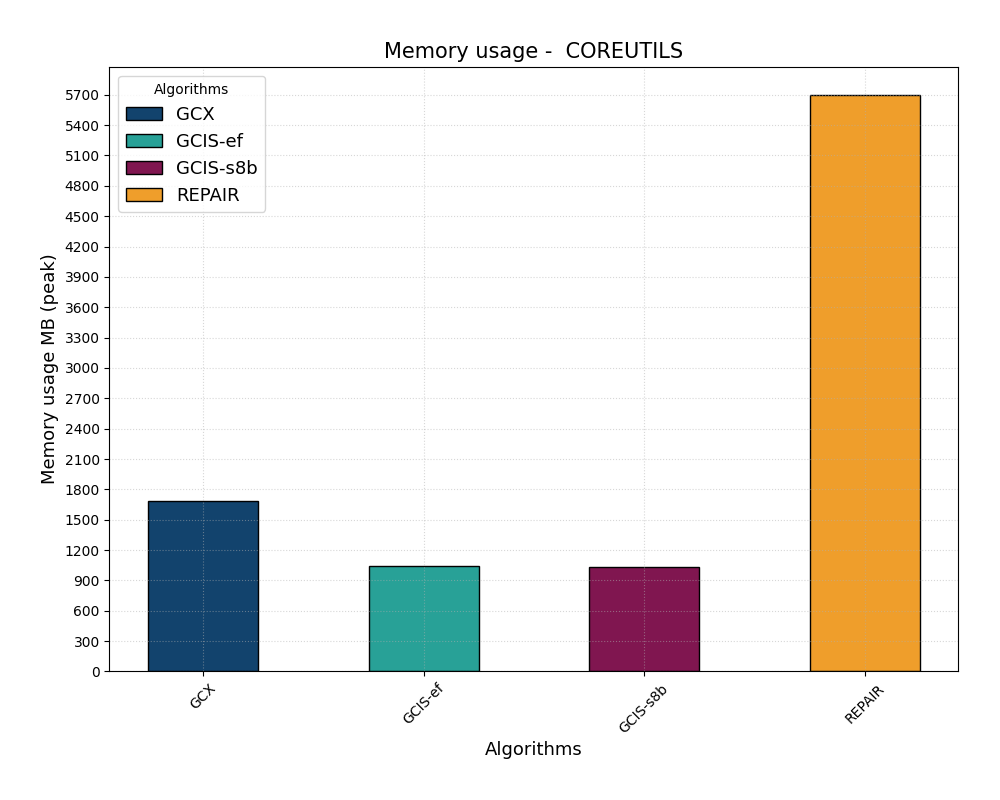 Memory usage -  COREUTILS
Algorithms
GCX
GCIS-ef
GCIS-s8b
REPAIR
Memory usage MB (peak)
5700
5400
5100
4800
4500
4200
3900
3600
3300
3000
2700
2400
2100
1800
1500
1200
900
600
300
0
GCX
GCIS-ef
GCIS-s8b
REPAIR
Algorithms